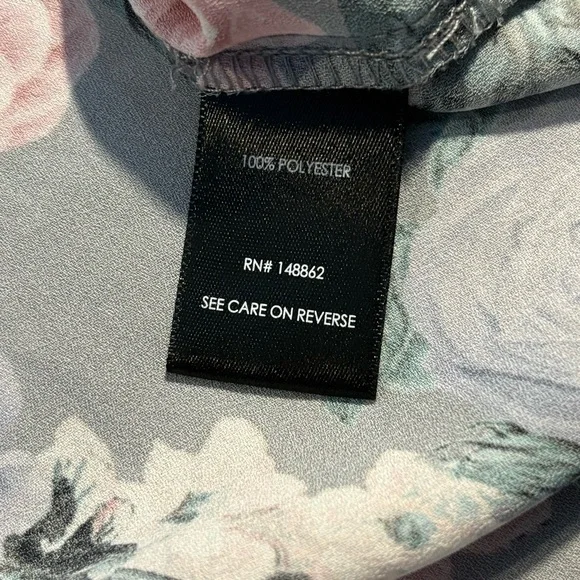 100% POLYESTER
RN# 148862
SEE CARE ON REVERSE